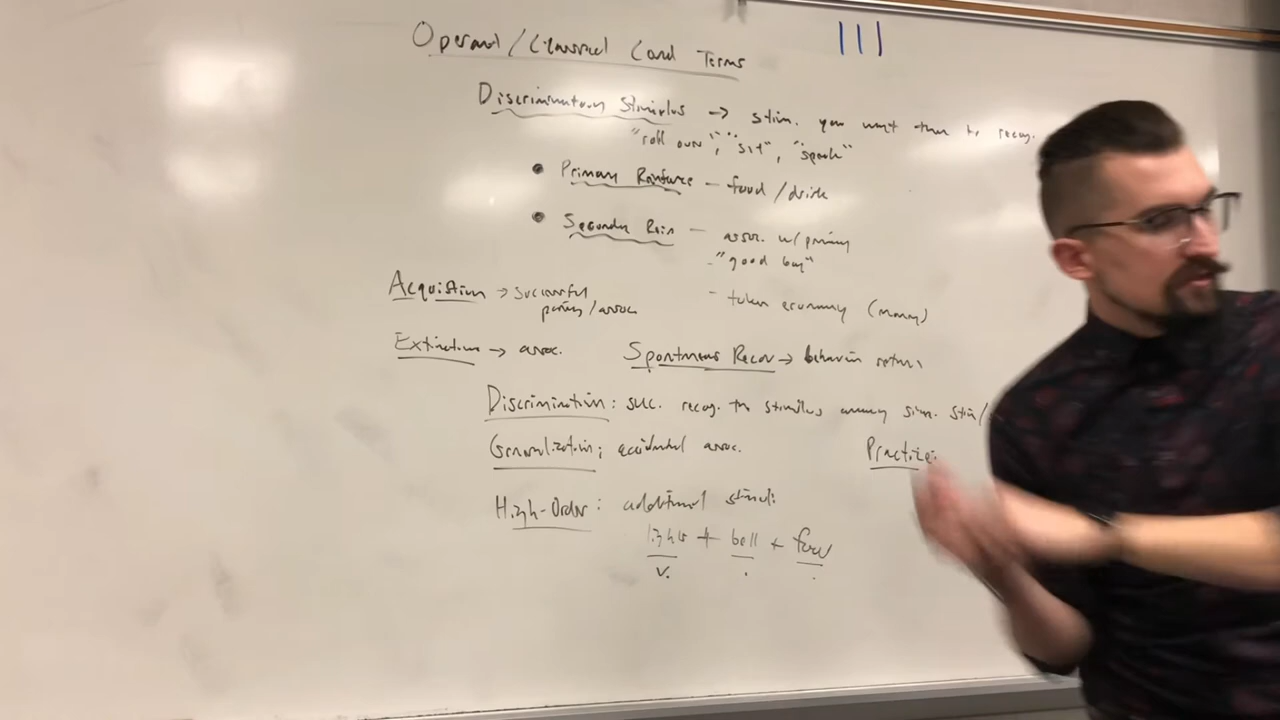 Operant/Classical Cond Terms
III
Discriminatory Stimulus → stim. you want them to recog.
"roll over", "sit", "speak"
• Primary Reinforce - food/drink
• Secondary Rein - assoc. w/ primary
- "good boy"
- token economy (money)
Acquisition → successful
pairing/assoc.
Extinction → assoc.
Spontaneous Recov → behavior returns
Discrimination: suc. recog. the stimulus among sim. stim/
Generalization; accidental assoc.
Practice:
High-Order: additional stimuli
light + bell + food